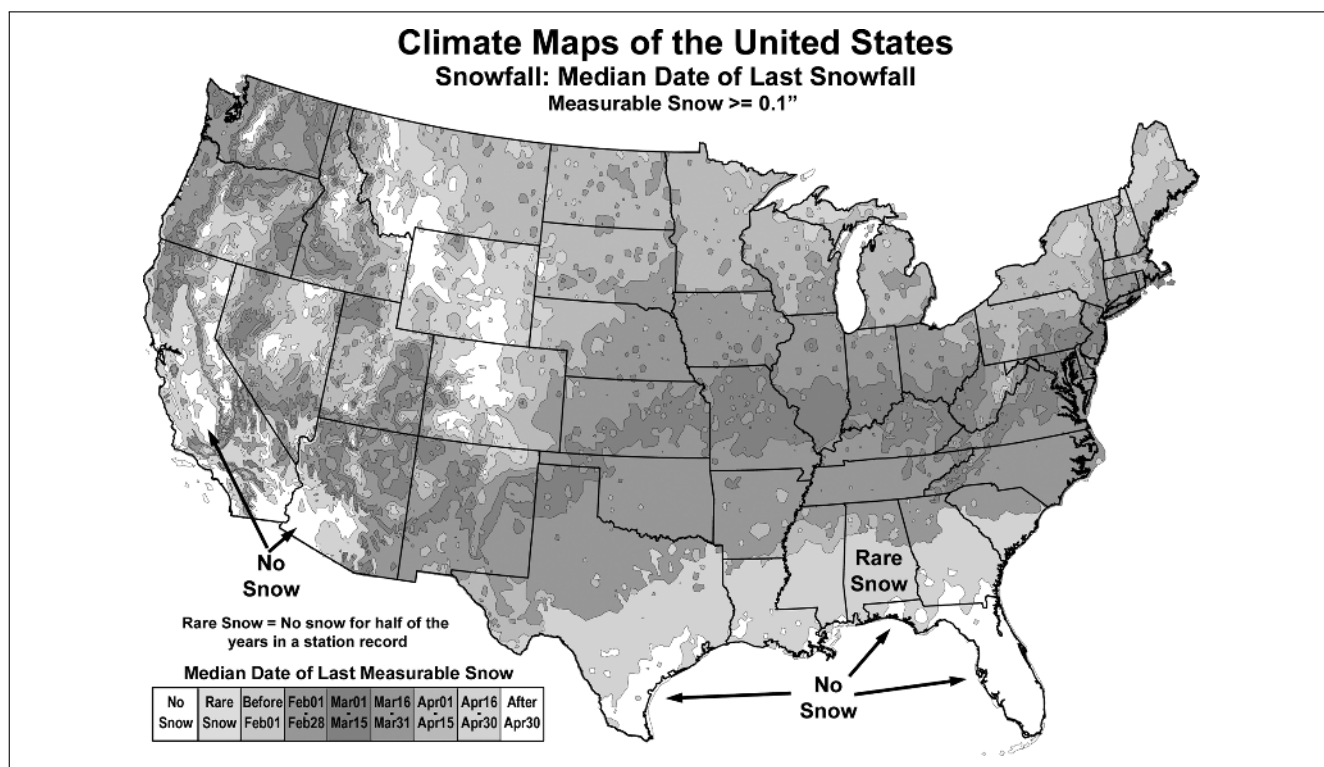 Climate Maps of the United States
Snowfall: Median Date of Last Snowfall
Measurable Snow >= 0.1”
Rare
Snow
No
Snow
No
Snow
Rare Snow = No snow for half of the
years in a station record
Median Date of Last Measurable Snow
No Rare Before Feb01 Mar01 Mar16 Apr01 Apr16 After
- - - - -
Snow Snow Feb01 Feb28 Mar15 Mar31 Apr15 Apr30 Apr30